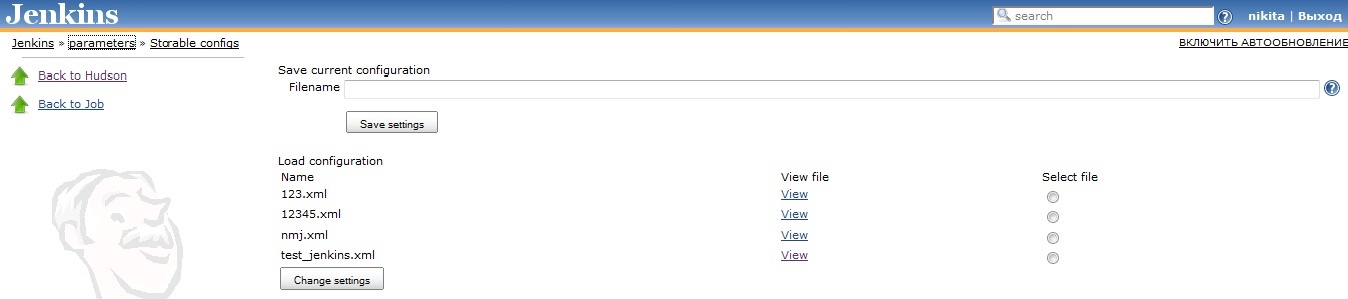 Jenkins
search
nikita | Выход
Jenkins » parameters » Storable configs
ВКЛЮЧИТЬ АВТООБНОВЛЕНИЕ
Back to Hudson
Back to Job
Save current configuration
Filename
Save settings
Load configuration
Name View file Select file
123.xml View
12345.xml View
nmj.xml View
test_jenkins.xml View
Change settings